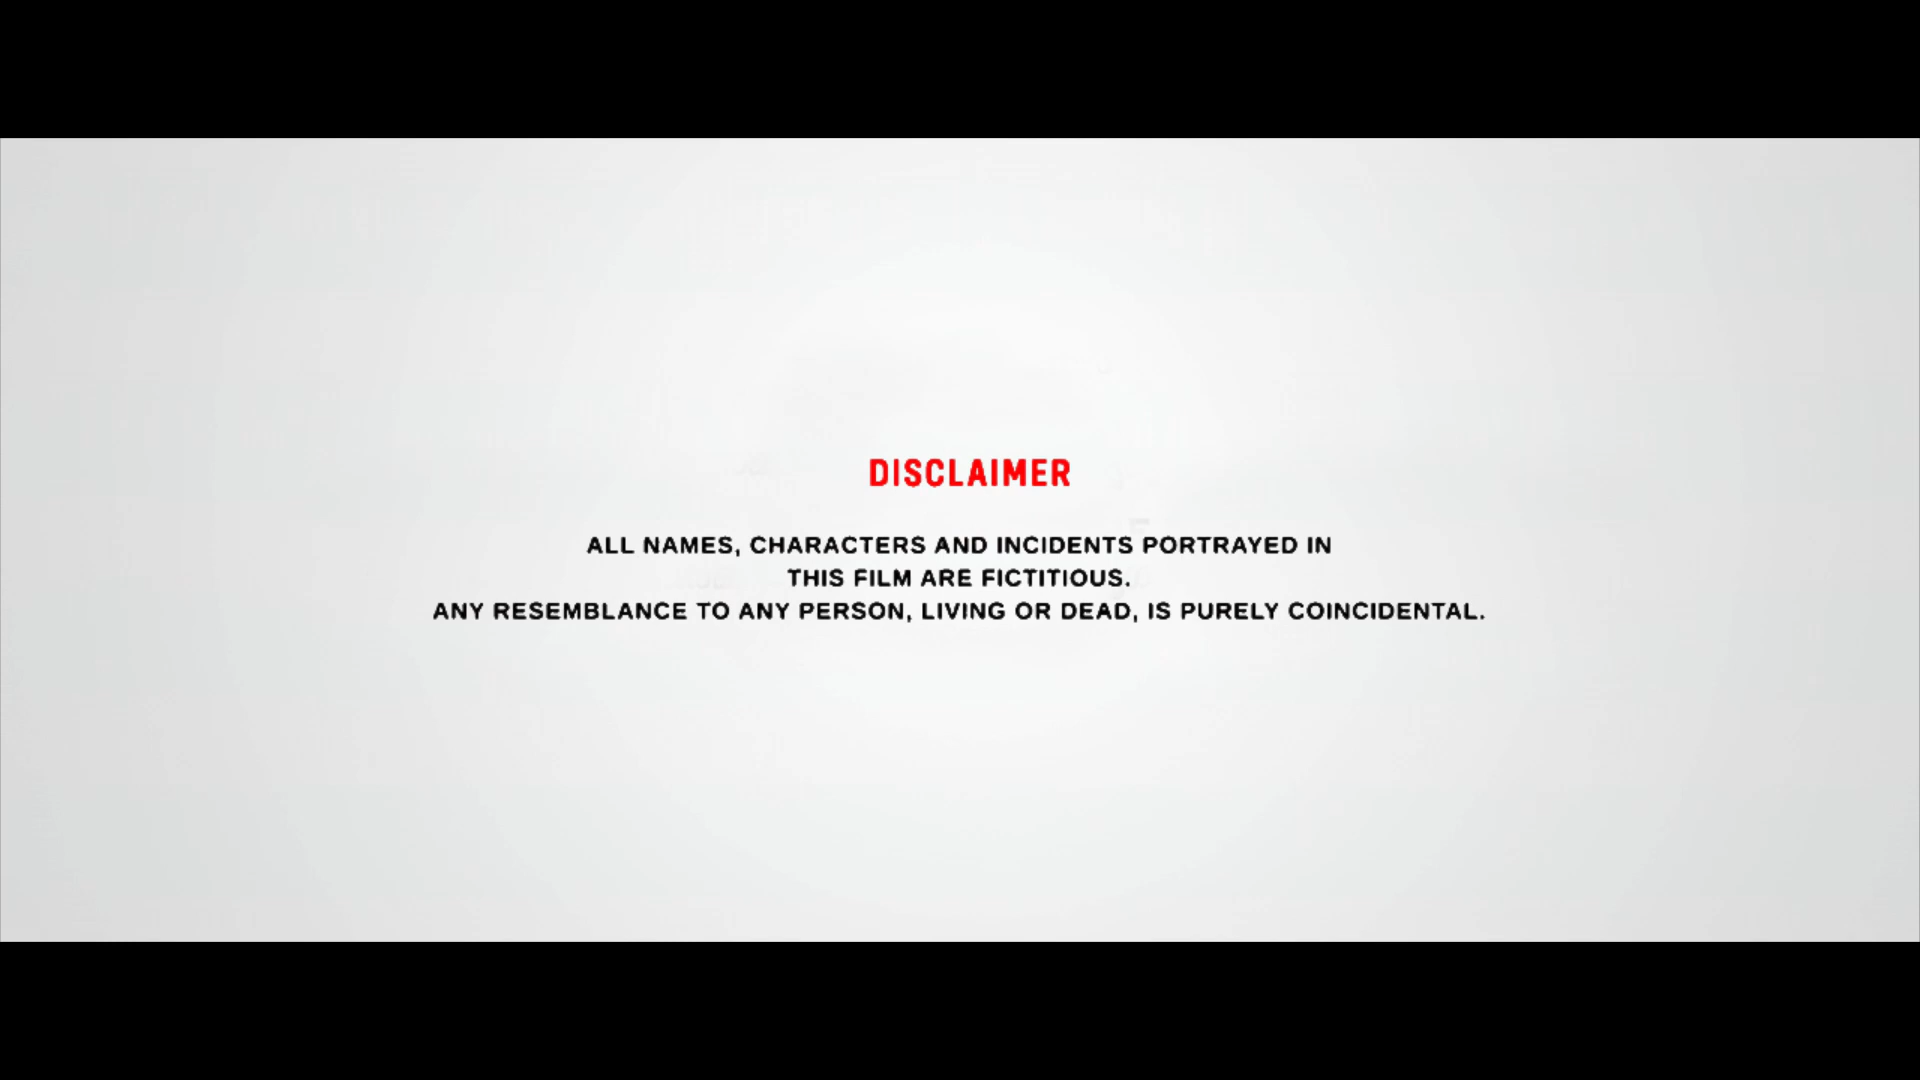 DISCLAIMER
ALL NAMES, CHARACTERS AND INCIDENTS PORTRAYED IN
THIS FILM ARE FICTITIOUS.
ANY RESEMBLANCE TO ANY PERSON, LIVING OR DEAD, IS PURELY COINCIDENTAL.